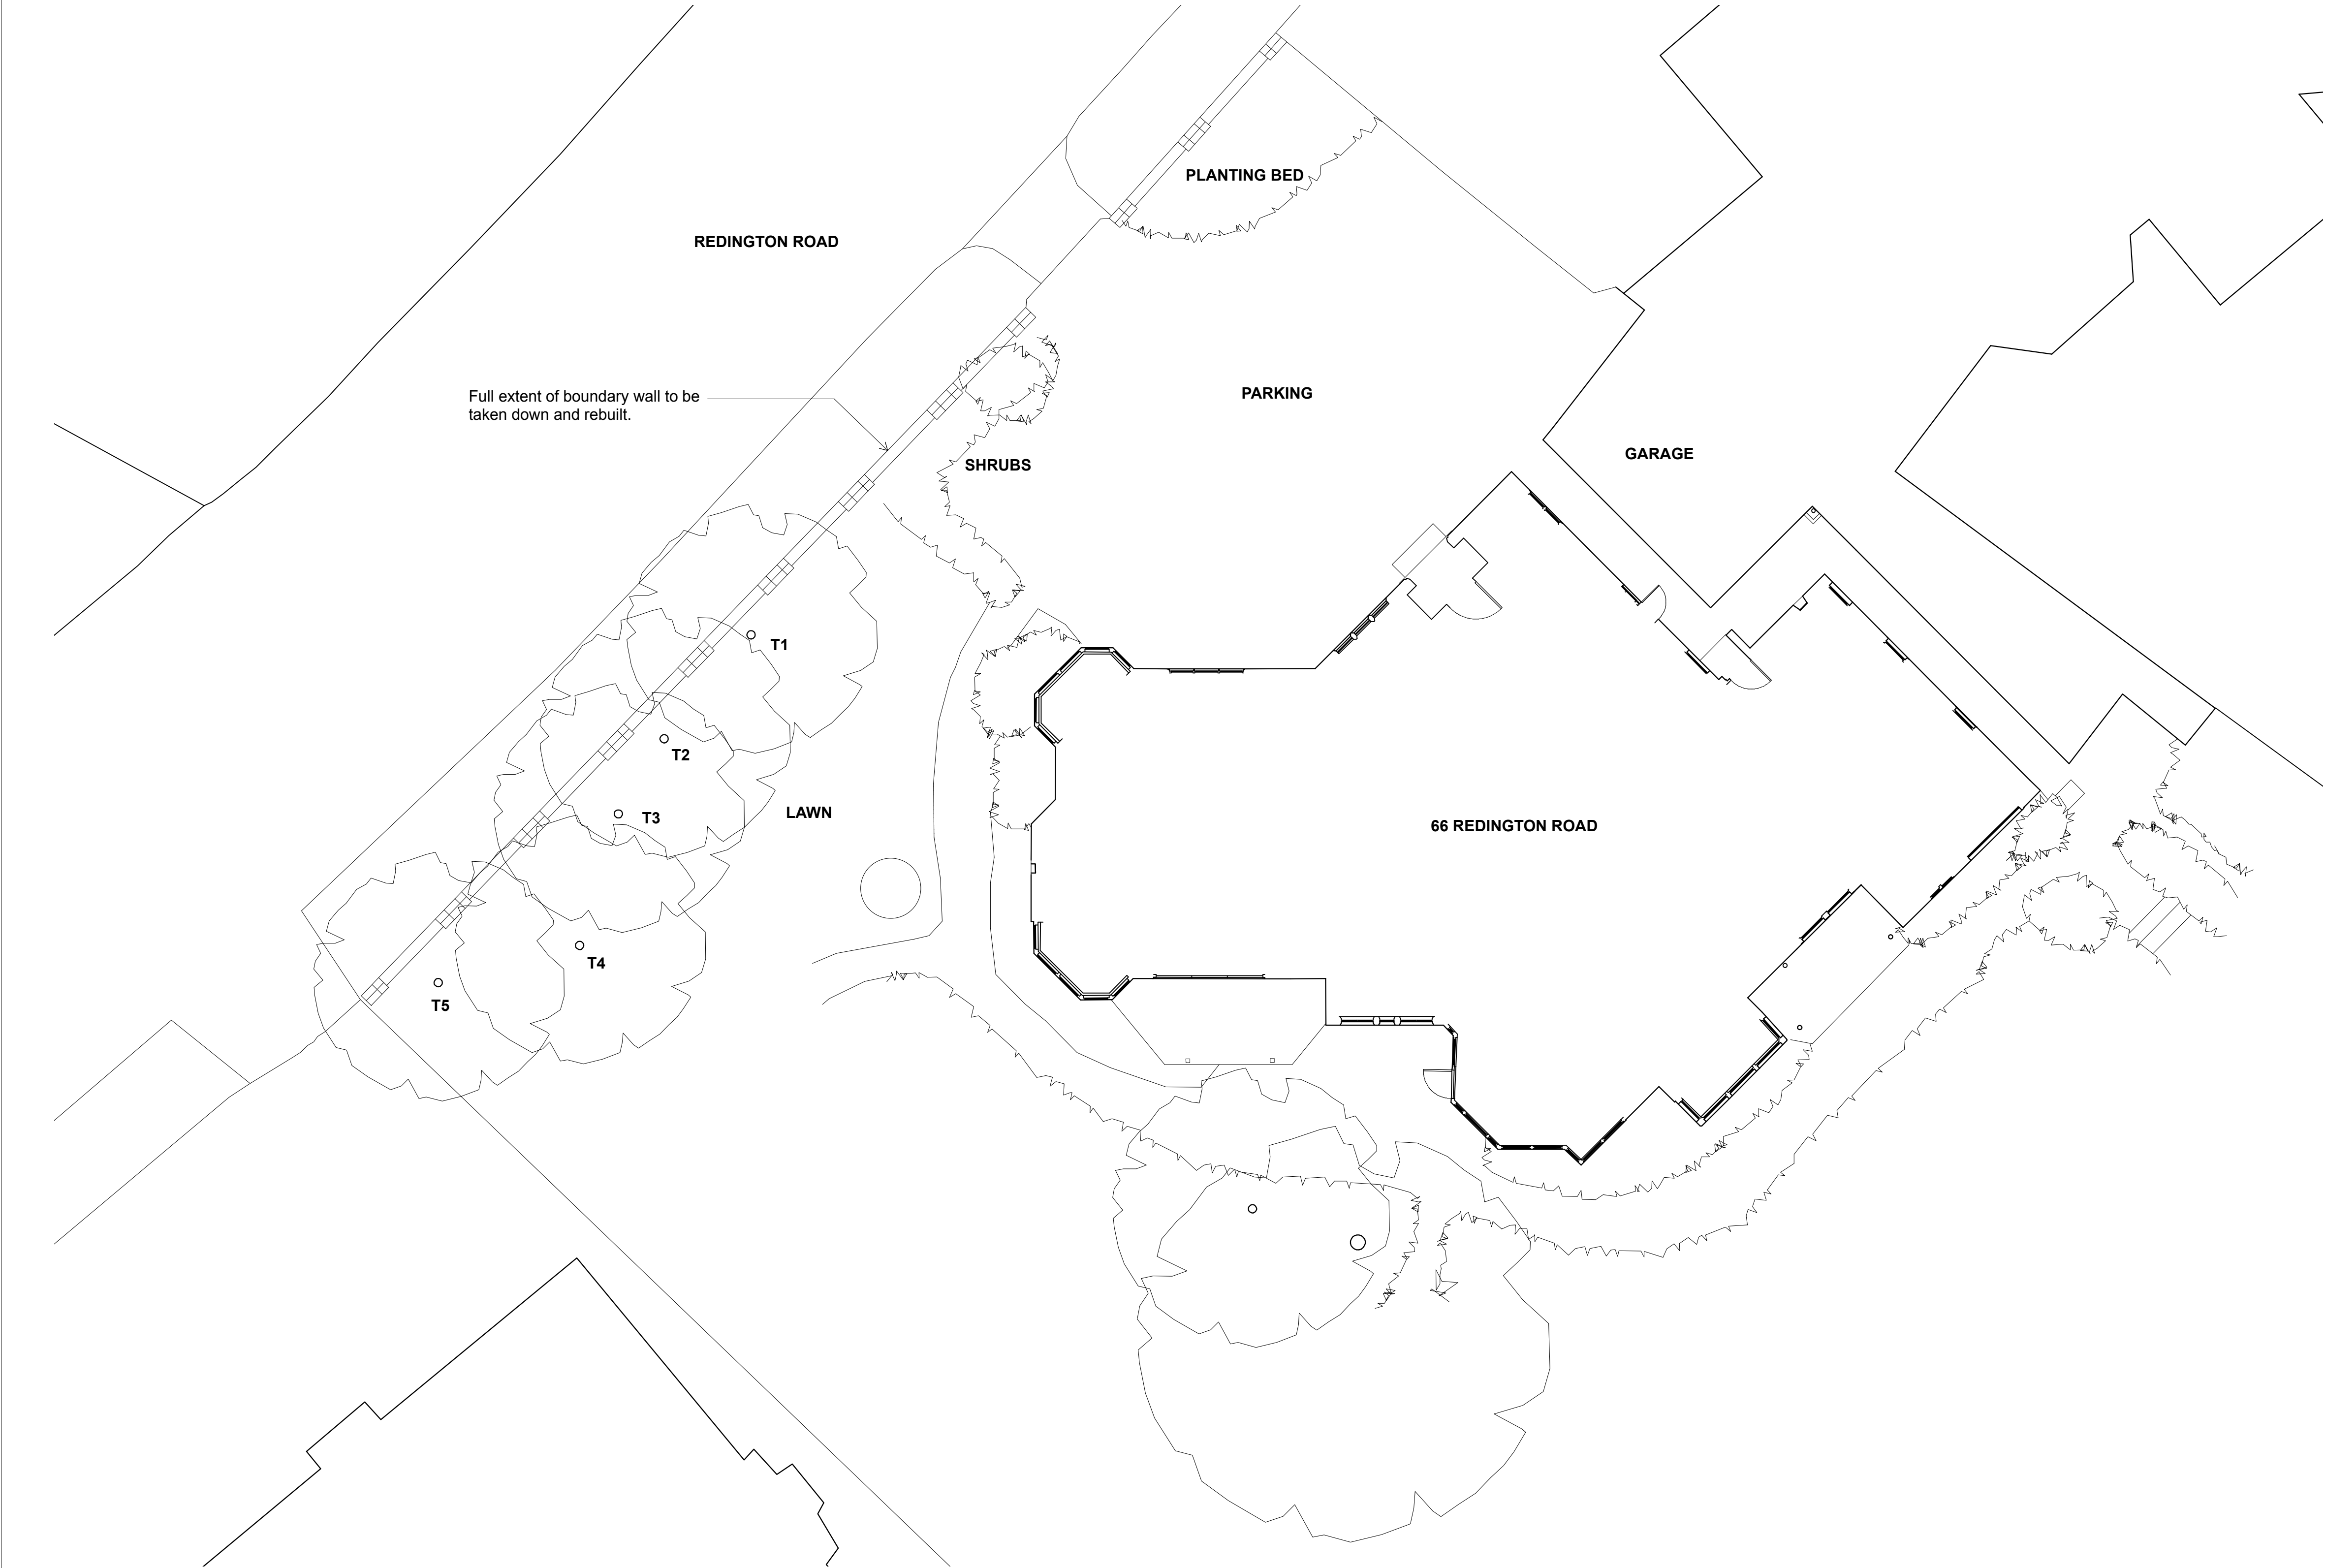 PLANTING BED
REDINGTON ROAD
PARKING
Full extent of boundary wall to be
taken down and rebuilt.
GARAGE
SHRUBS
T1
T2
LAWN
T3
66 REDINGTON ROAD
T4
T5